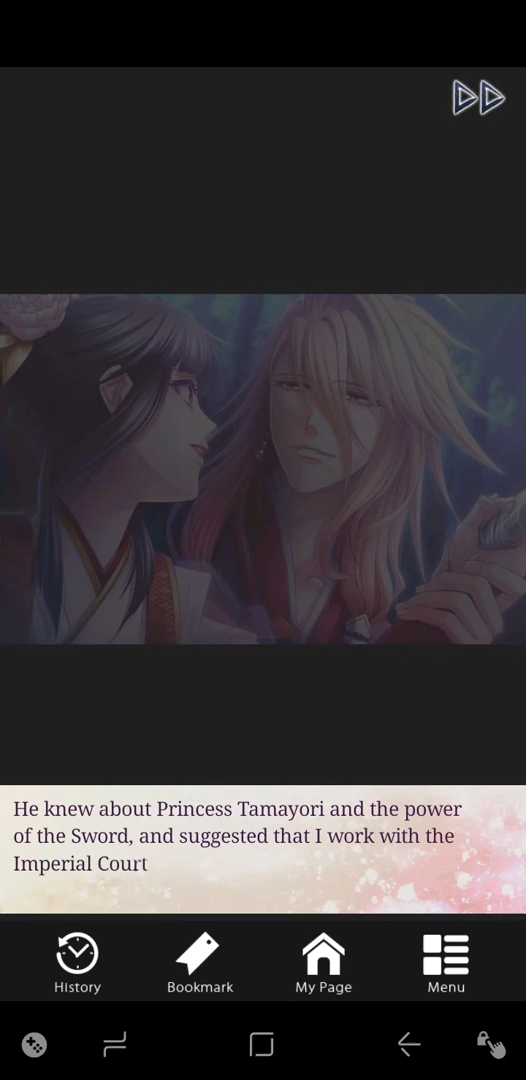 He knew about Princess Tamayori and the power
of the Sword, and suggested that I work with the
Imperial Court
History
Bookmark
My Page
Menu